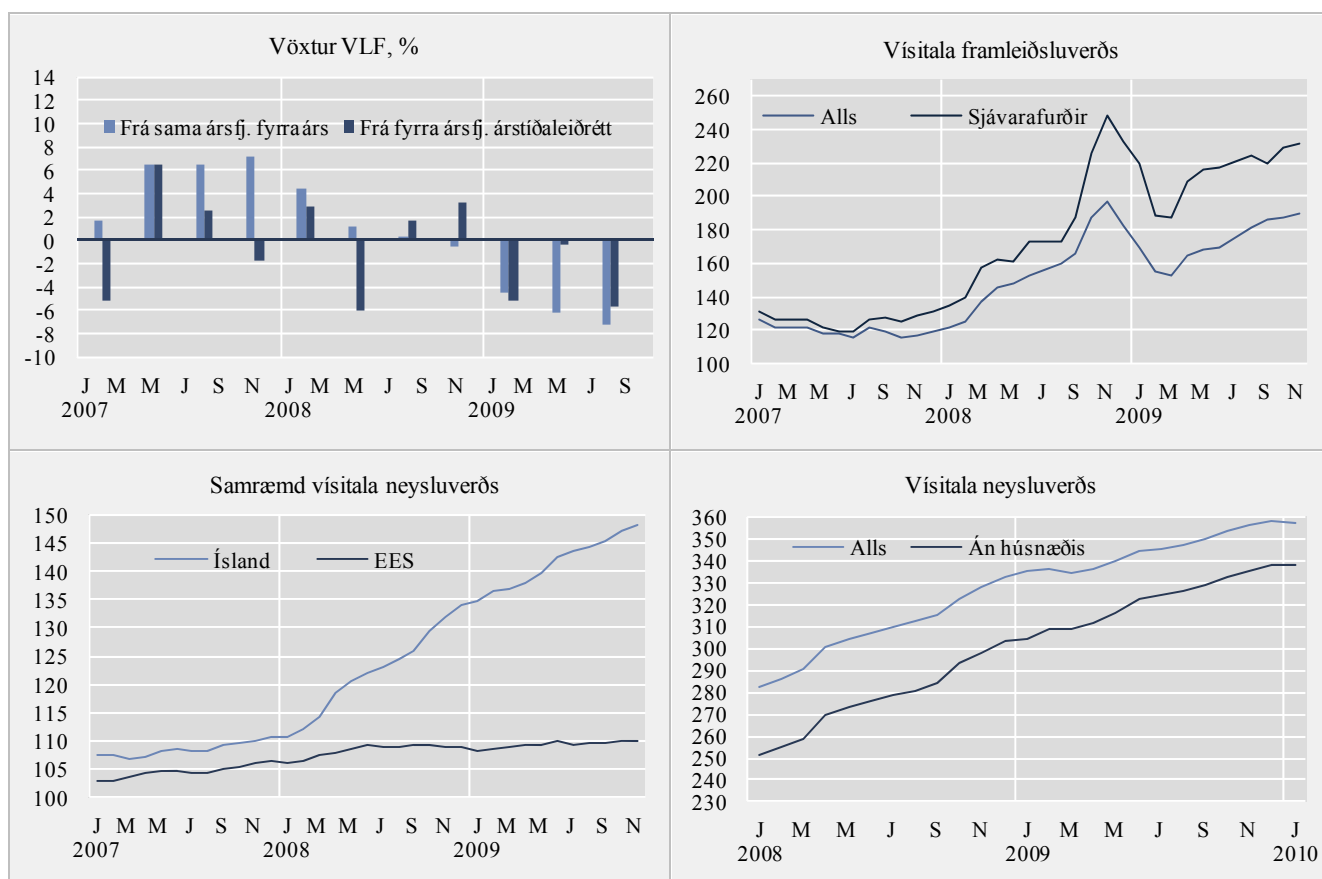 Vöxtur VLF, %
14
12
10
8
6
4
2
0
-2
-4
-6
-8
-10
Frá sama ársfj. fyrra árs Frá fyrra ársfj. árstíðaleiðrétt
J M M J S N J M M J S N J M M J S
2007 2008 2009
Vísitala framleiðsluverðs
260
240
220
200
180
160
140
120
100
Alls Sjávarafurðir
J M M J S N J M M J S N J M M J S N
2007 2008 2009
Samræmd vísitala neysluverðs
150
145
140
135
130
125
120
115
110
105
100
Ísland EES
J M M J S N J M M J S N J M M J S N
2007 2008 2009
Vísitala neysluverðs
360
350
340
330
320
310
300
290
280
270
260
250
240
230
Alls Án húsnæðis
J M M J S N J M M J S N J
2008 2009 2010